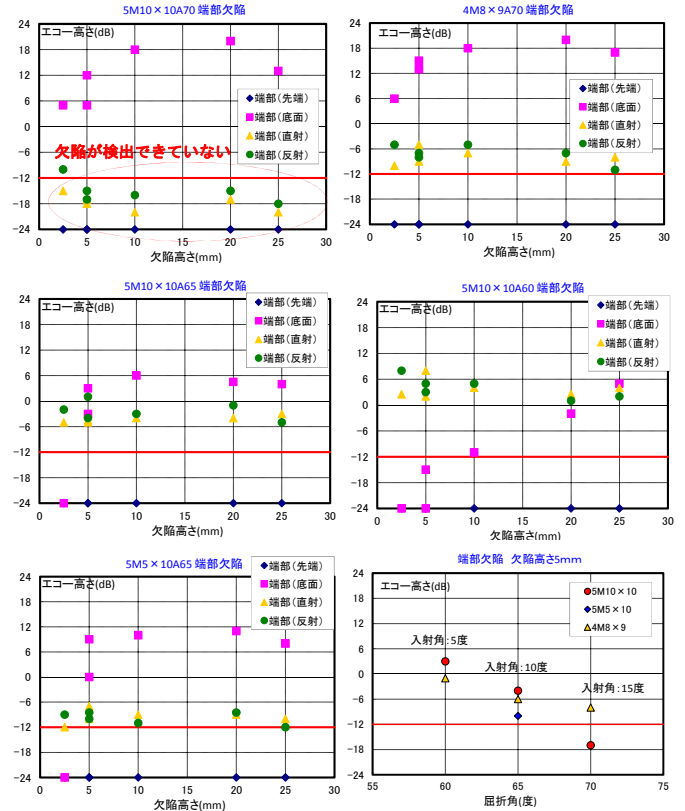 5M10×10A70 端部欠陥
エコー高さ(dB)
24
18
12
6
0
-6
-12
-18
-24
端部(先端)
端部(底面)
端部(直射)
端部(反射)
欠陥が検出できていない
0 5 10 15 20 25 30
欠陥高さ(mm)
4M8×9A70 端部欠陥
エコー高さ(dB)
24
18
12
6
0
-6
-12
-18
-24
端部(先端)
端部(底面)
端部(直射)
端部(反射)
0 5 10 15 20 25 30
欠陥高さ(mm)
5M10×10A65 端部欠陥
エコー高さ(dB)
24
18
12
6
0
-6
-12
-18
-24
端部(先端)
端部(底面)
端部(直射)
端部(反射)
0 5 10 15 20 25 30
欠陥高さ(mm)
5M10×10A60 端部欠陥
エコー高さ(dB)
24
18
12
6
0
-6
-12
-18
-24
端部(先端)
端部(底面)
端部(直射)
端部(反射)
0 5 10 15 20 25 30
欠陥高さ(mm)
5M5×10A65 端部欠陥
エコー高さ(dB)
24
18
12
6
0
-6
-12
-18
-24
端部(先端)
端部(底面)
端部(直射)
端部(反射)
0 5 10 15 20 25 30
欠陥高さ(mm)
端部欠陥 欠陥高さ5mm
エコー高さ(dB)
24
18
12
6
0
-6
-12
-18
-24
5M10×10
5M5×10
4M8×9
入射角:5度
入射角:10度
入射角:15度
55 60 65 70 75
屈折角(度)